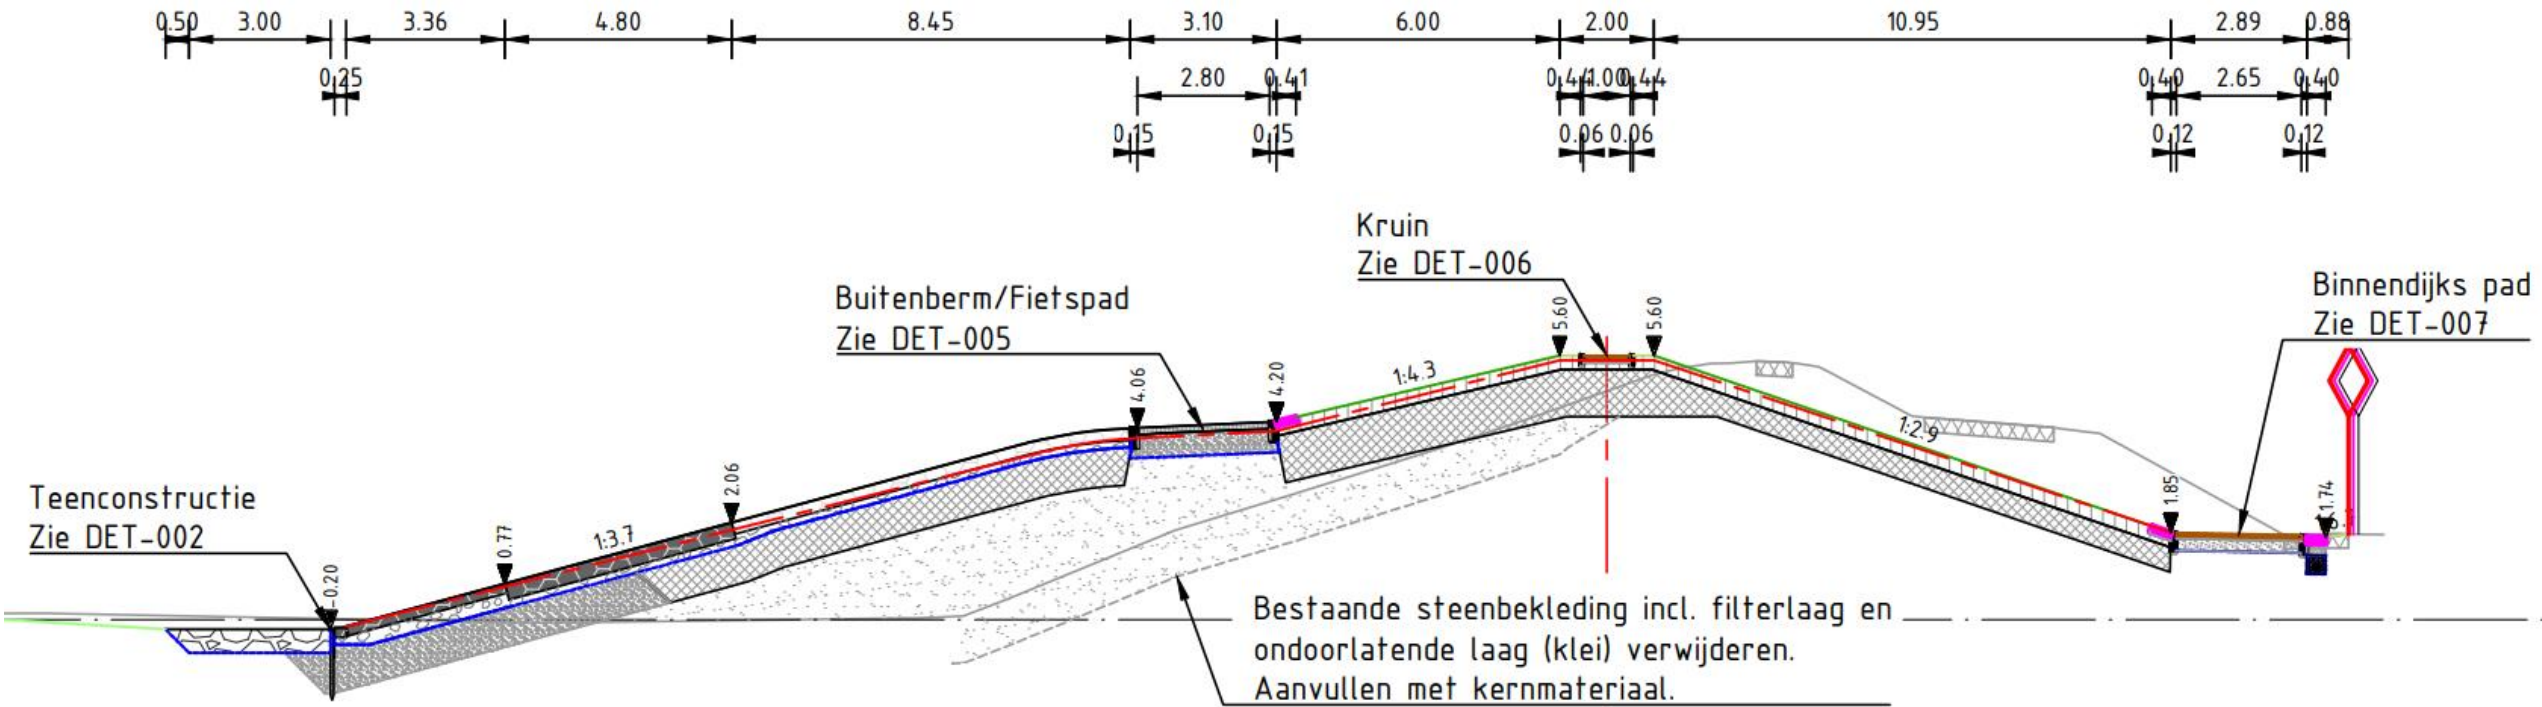 0.50 3.00 3.36 4.80 8.45 3.10 6.00 2.00 10.95 2.89 0.88
0.25 2.80 0.41 0.44 1.00 0.44 0.40 2.65 0.40
0.15 0.15 0.06 0.06 0.12 0.12
Kruin
Zie DET-006
Binnendijks pad
Zie DET-007
Buitenberm/Fietspad
Zie DET-005
5.60 5.60
4.06 4.20
1:4.3
1:2.9
Teenconstructie
Zie DET-002
2.06
1.85
1.74
0.77
1:3.7
-0.20
Bestaande steenbekleding incl. filterlaag en
ondoorlatende laag (klei) verwijderen.
Aanvullen met kernmateriaal.